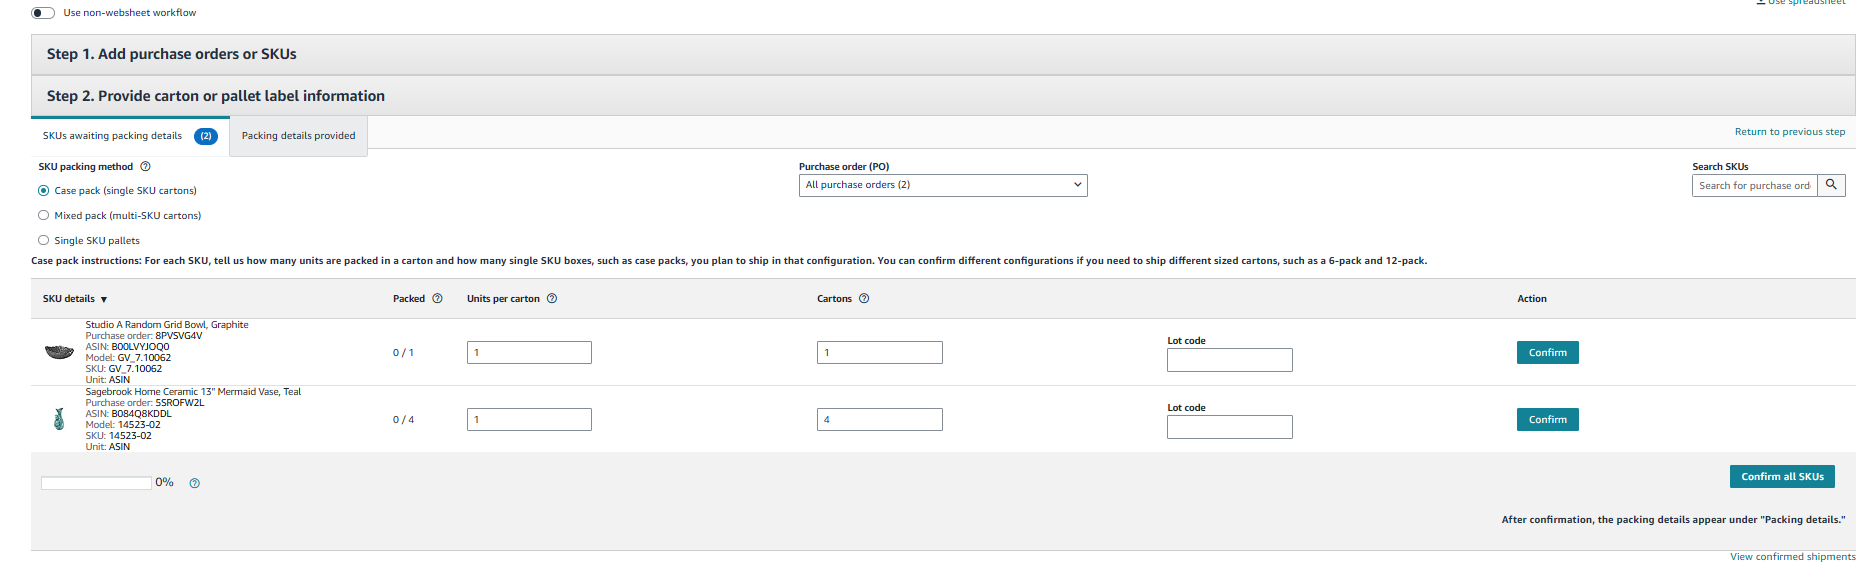 Use non-websheet workflow
Use spreadsheet
Step 1. Add purchase orders or SKUs
Step 2. Provide carton or pallet label information
SKUs awaiting packing details (2) Packing details provided
Return to previous step
SKU packing method
Case pack (single SKU cartons)
Mixed pack (multi-SKU cartons)
Single SKU pallets
Purchase order (PO)
All purchase orders (2)
Search SKUs
Search for purchase ord
Case pack instructions: For each SKU, tell us how many units are packed in a carton and how many single SKU boxes, such as case packs, you plan to ship in that configuration. You can confirm different configurations if you need to ship different sized cartons, such as a 6-pack and 12-pack.
SKU details Packed Units per carton Cartons Action
Studio A Random Grid Bowl, Graphite
Purchase order: 8PVSVG4V
ASIN: B00LVYJOQ0
Model: GV_7.10062
SKU: GV_7.10062
Unit: ASIN
0 / 1
1
1
Lot code
Confirm
Sagebrook Home Ceramic 13" Mermaid Vase, Teal
Purchase order: 5SROFW2L
ASIN: B084Q8KDDL
Model: 14523-02
SKU: 14523-02
Unit: ASIN
0 / 4
1
4
Lot code
Confirm
0%
Confirm all SKUs
After confirmation, the packing details appear under "Packing details."
View confirmed shipments